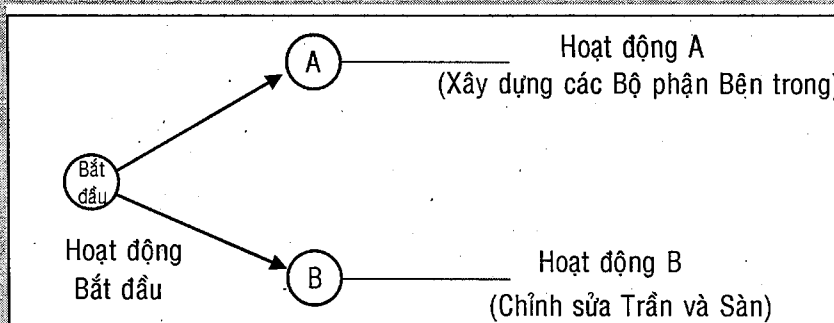 A
Hoạt động A
(Xây dựng các Bộ phận Bên trong)
Bắt
đầu
Hoạt động
Bắt đầu
B
Hoạt động B
(Chỉnh sửa Trần và Sàn)